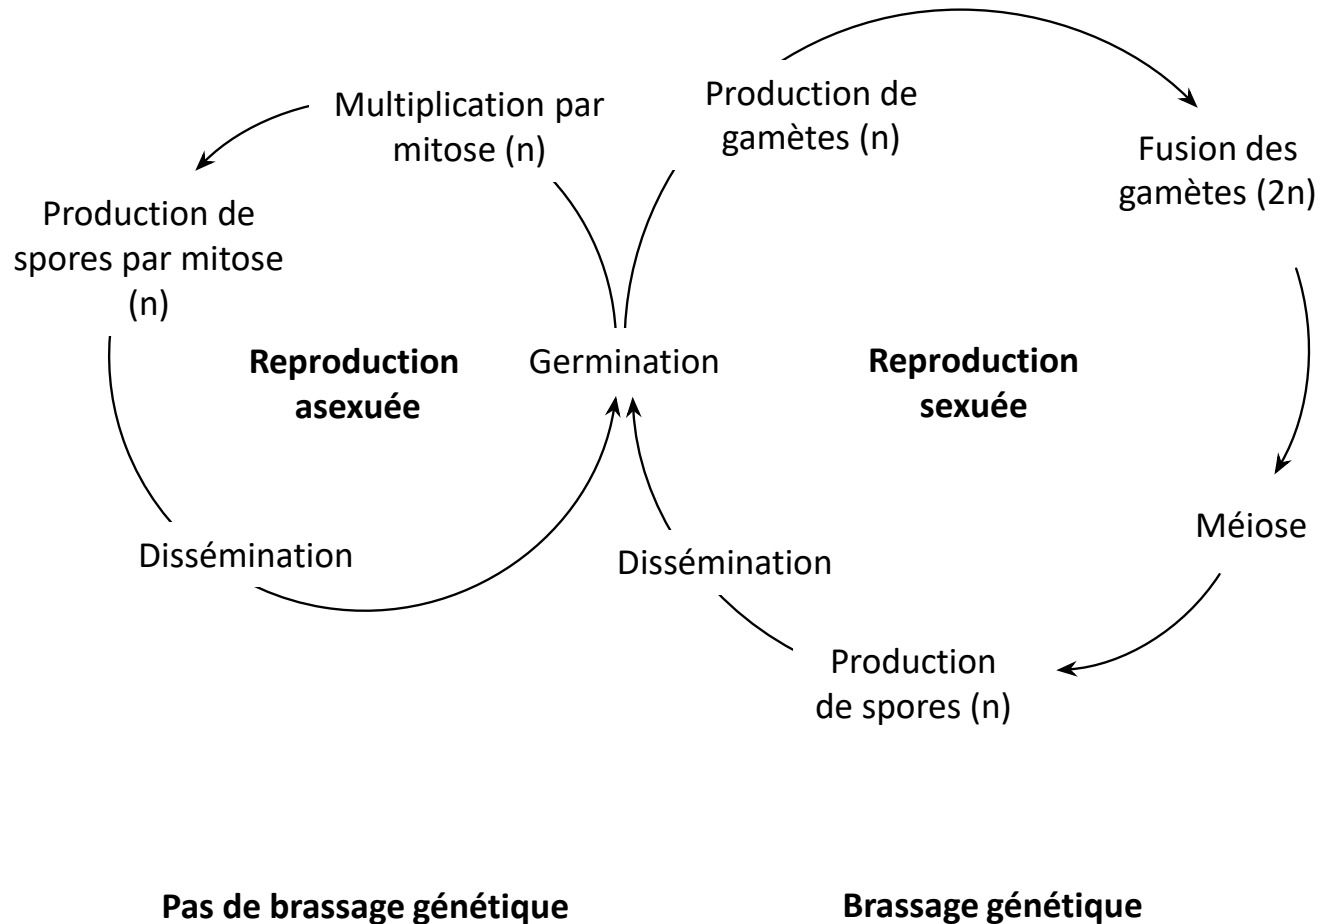 Multiplication par
mitose (n)
Production de
gamètes (n)
Fusion des
gamètes (2n)
Production de
spores par mitose
(n)
Reproduction
asexuée
Germination
Reproduction
sexuée
Méiose
Dissémination
Dissémination
Production
de spores (n)
Pas de brassage génétique
Brassage génétique